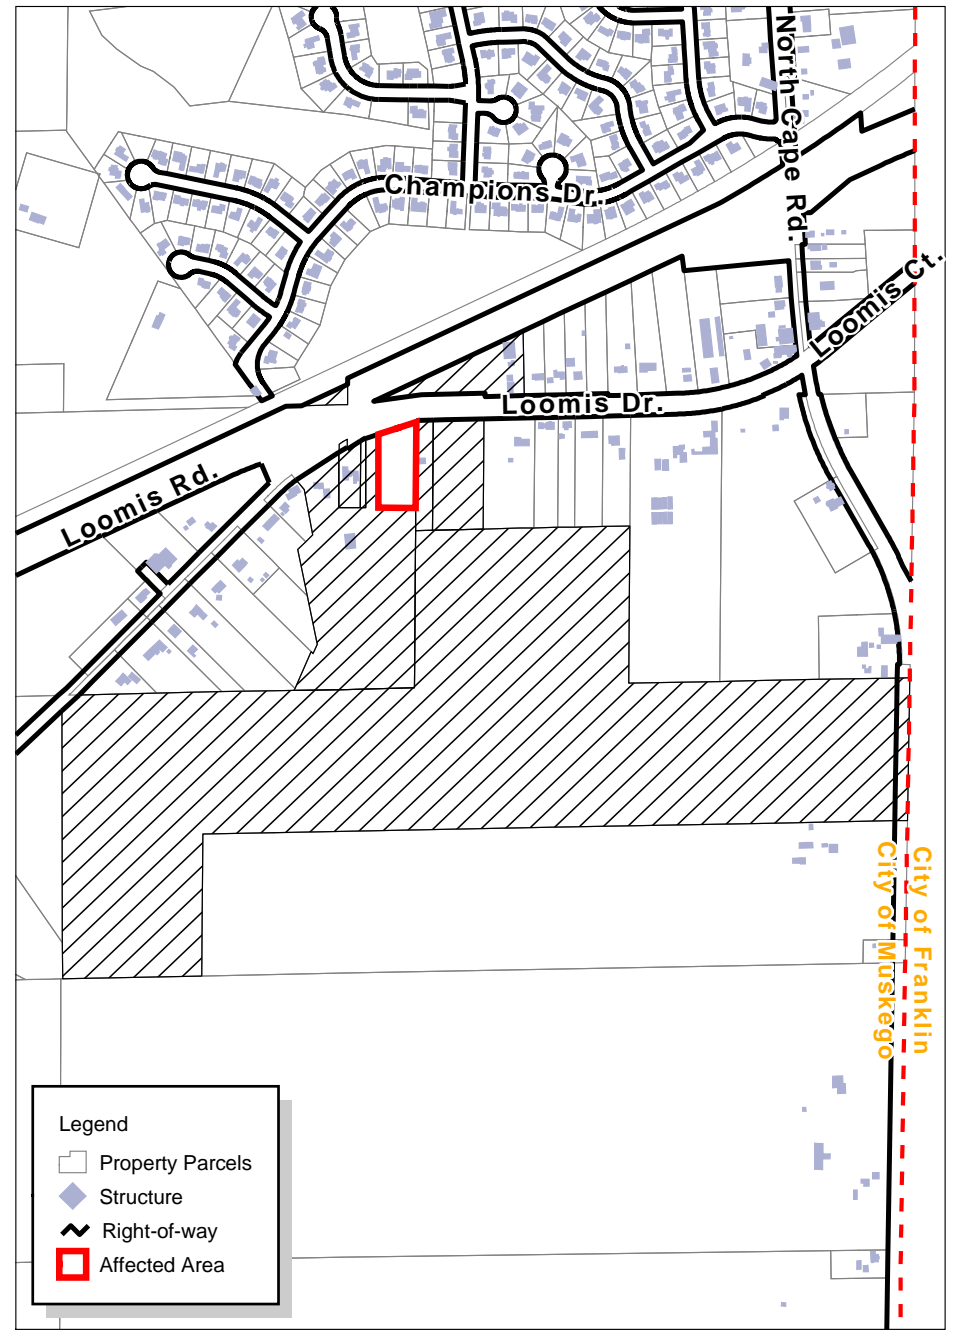 North Cape Rd.
Champions Dr.
Loomis Ct.
Loomis Dr.
Loomis Rd.
City of Franklin
City of Muskego
Legend
Property Parcels
Structure
Right-of-way
Affected Area